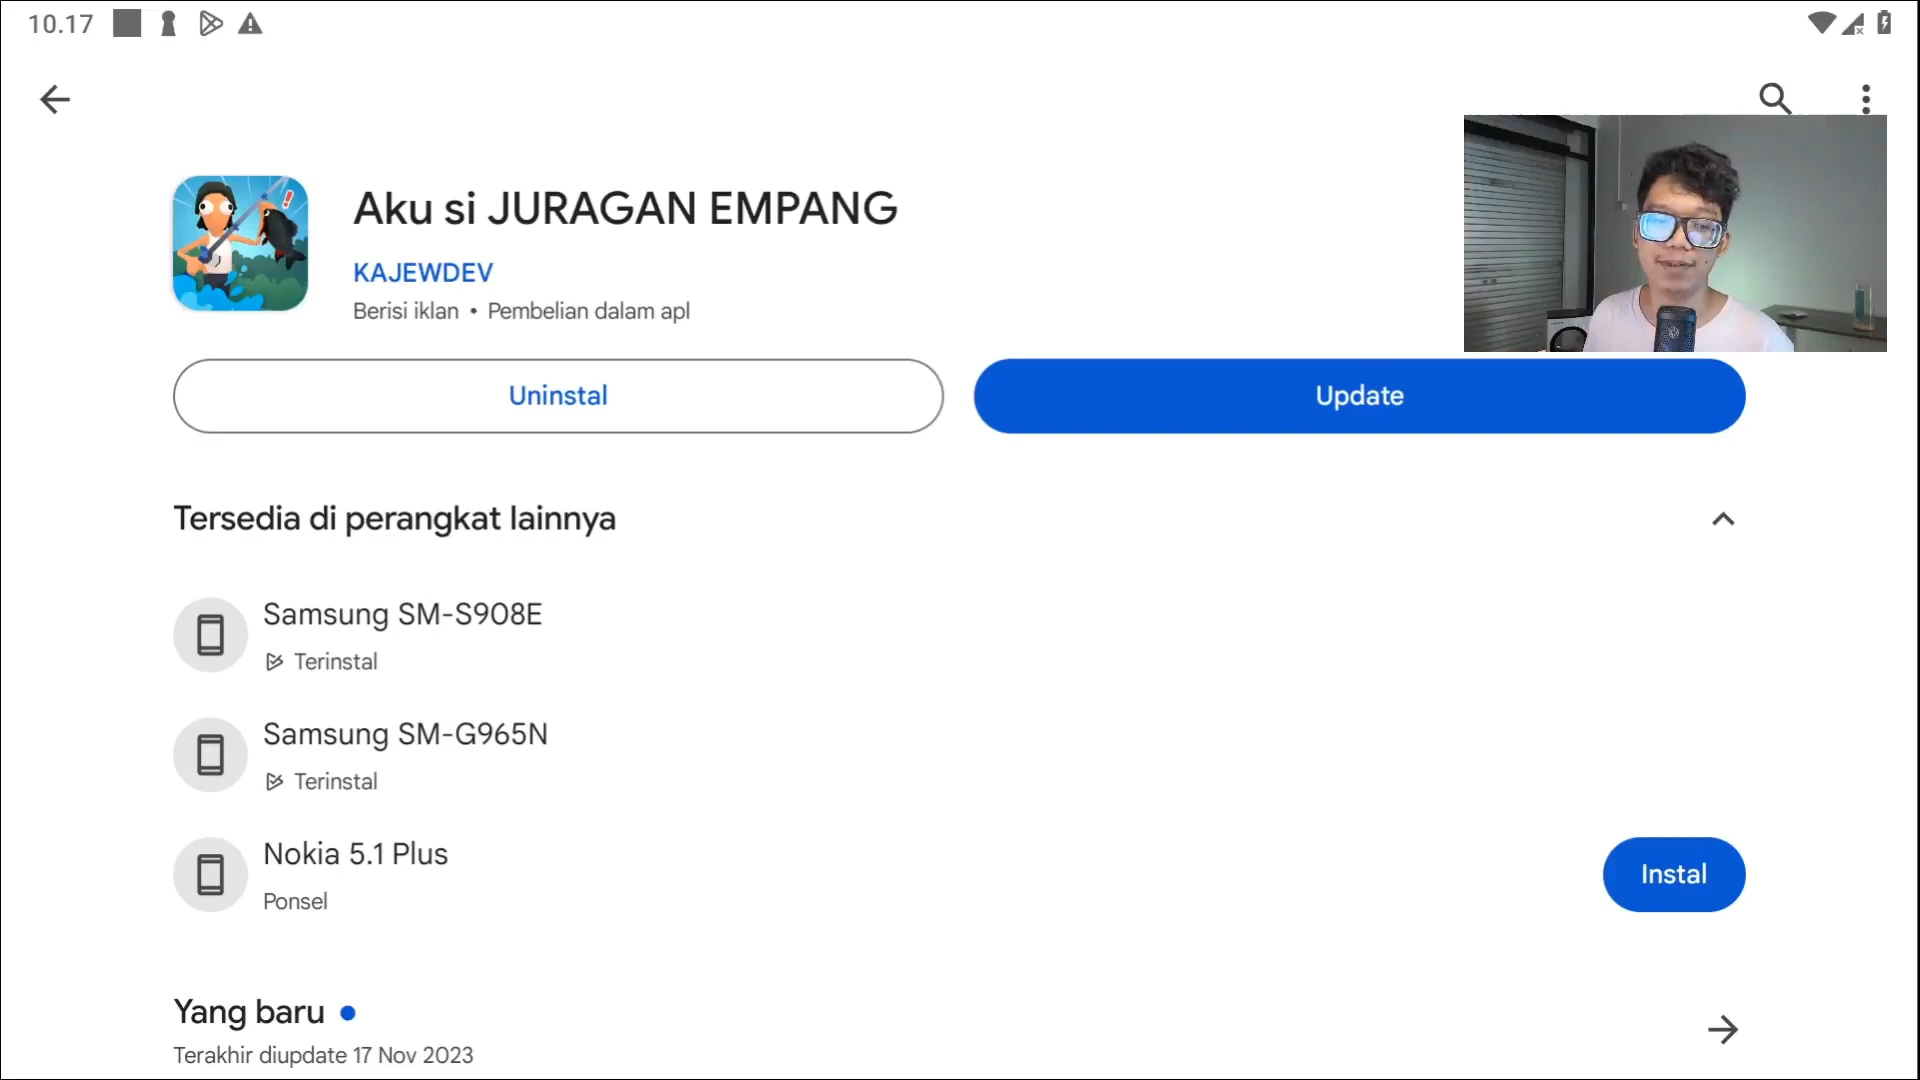 10.17
Aku si JURAGAN EMPANG
KAJEWDEV
Berisi iklan • Pembelian dalam apl
Uninstal
Update
Tersedia di perangkat lainnya
Samsung SM-S908E
Terinstal
Samsung SM-G965N
Terinstal
Nokia 5.1 Plus
Ponsel
Instal
Yang baru
Terakhir diupdate 17 Nov 2023